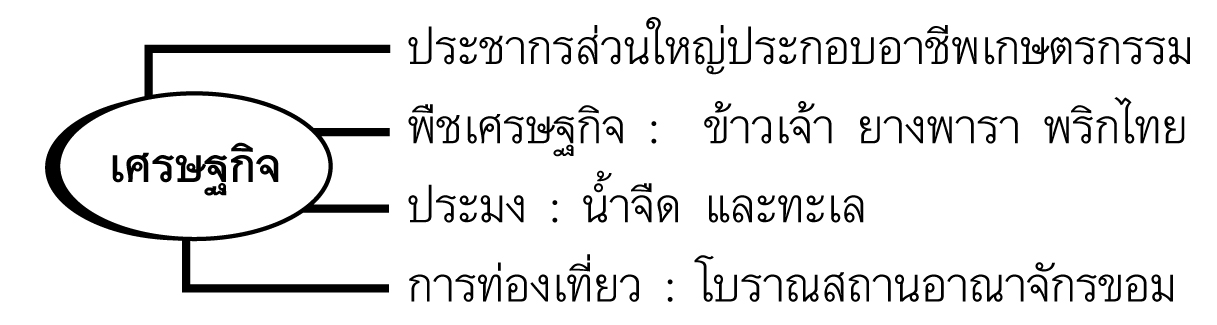 ประชากรส่วนใหญ่ประกอบอาชีพเกษตรกรรม
พืชเศรษฐกิจ : ข้าวเจ้า ยางพารา พริกไทย
เศรษฐกิจ
ประมง : น้ำจืด และทะเล
การท่องเที่ยว : โบราณสถานอาณาจักรขอม